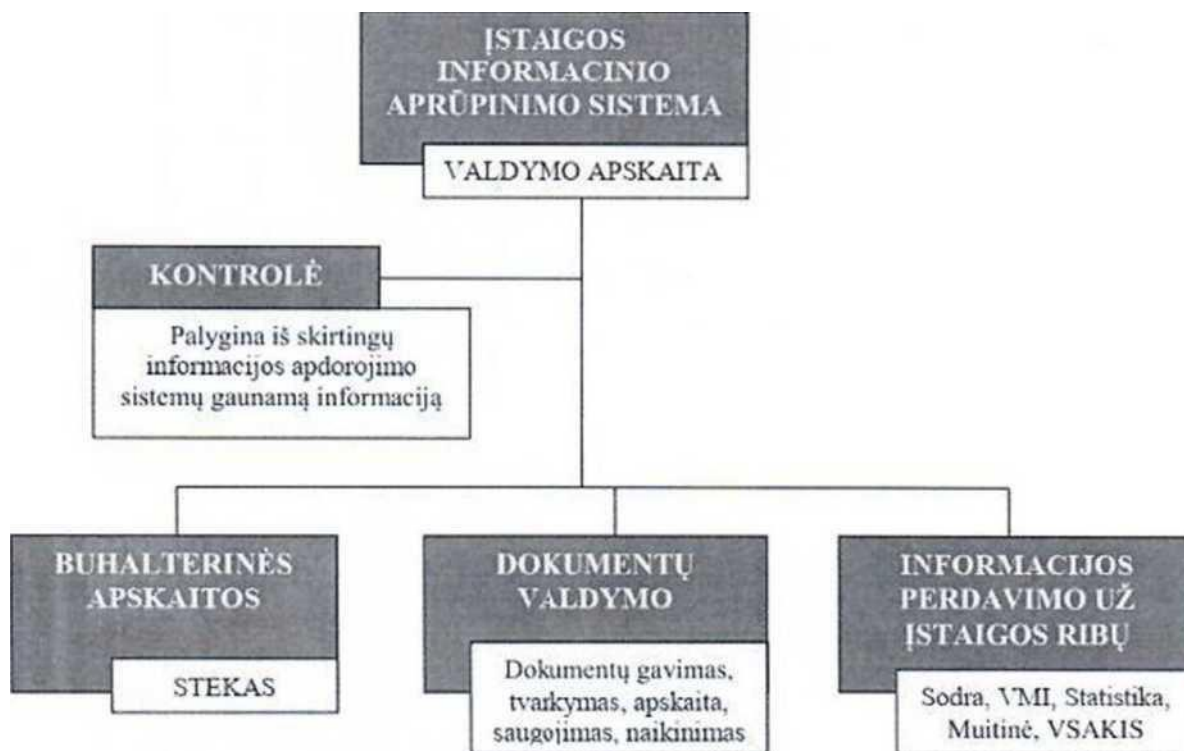 ĮSTAIGOS
INFORMACINIO
APRŪPINIMO SISTEMA
VALDYMO APSKAITA
KONTROLĖ
Palygina iš skirtingų
informacijos apdorojimo
sistemų gaunamą informaciją
BUHALTERINĖS
APSKAITOS
STEKAS
DOKUMENTŲ
VALDYMO
Dokumentų gavimas,
tvarkymas, apskaita,
saugojimas, naikinimas
INFORMACIJOS
PERDAVIMO UŽ
ĮSTAIGOS RIBŲ
Sodra, VMI, Statistika,
Muitinė, VSAKIS